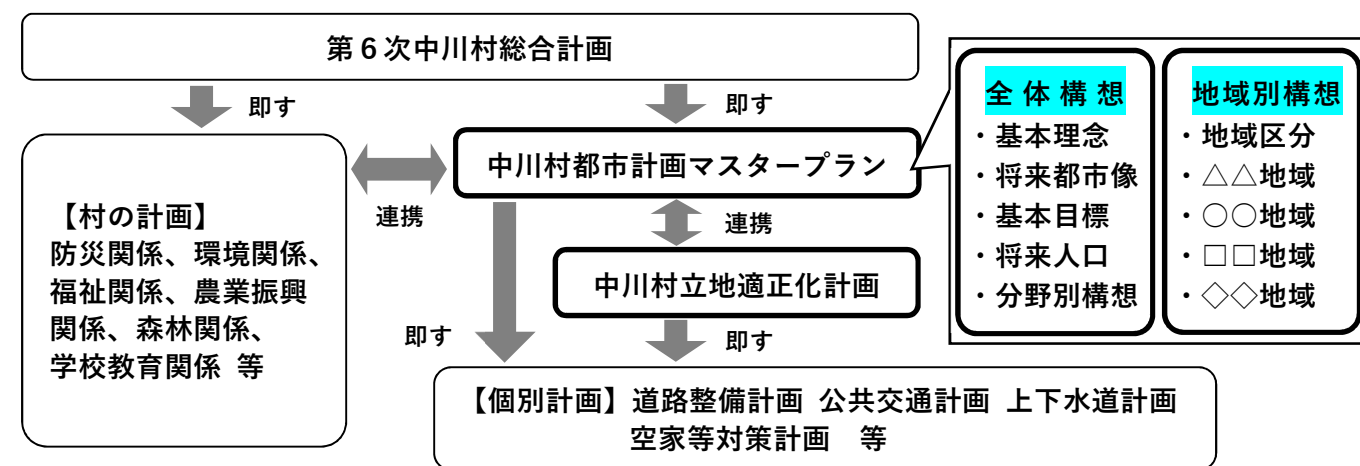 第６次中川村総合計画
即す
即す
【村の計画】
防災関係、環境関係、
福祉関係、農業振興
関係、森林関係、
学校教育関係 等
連携
中川村都市計画マスタープラン
連携
中川村立地適正化計画
即す
即す
【個別計画】道路整備計画 公共交通計画 上下水道計画
空家等対策計画　等
全体構想
・基本理念
・将来都市像
・基本目標
・将来人口
・分野別構想
地域別構想
・地域区分
・△△地域
・○○地域
・□□地域
・◇◇地域